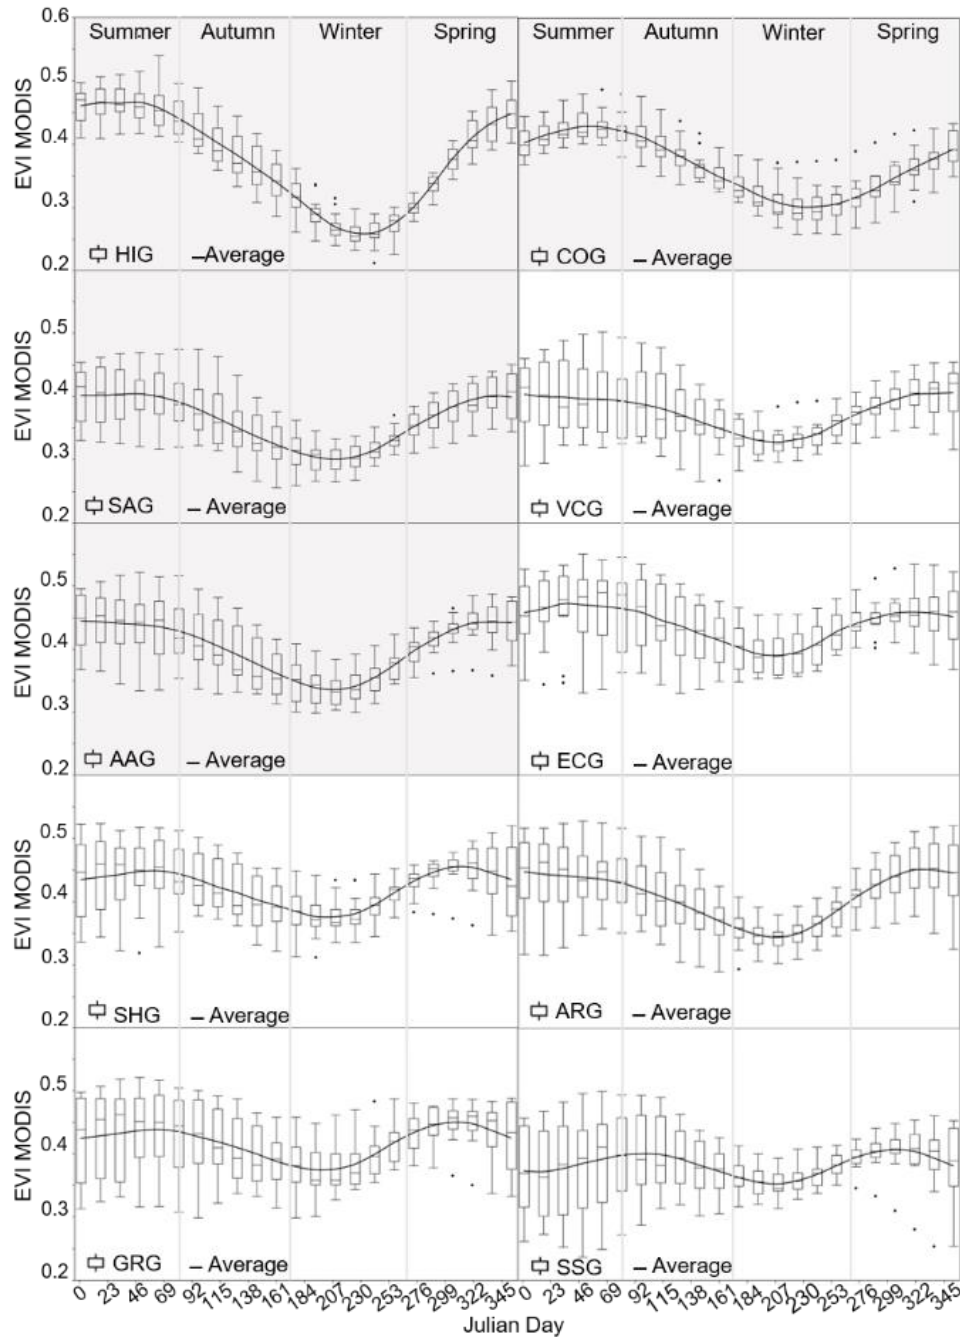 0.6
Summer Autumn Winter Spring Summer Autumn Winter Spring
0.5
EVI MODIS
0.4
0.3
HIG –Average COG – Average
0.2
0.5
EVI MODIS
0.4
0.3
SAG – Average VCG – Average
0.2
0.5
EVI MODIS
0.4
0.3
AAG – Average ECG – Average
0.2
0.5
EVI MODIS
0.4
0.3
SHG – Average ARG – Average
0.2
0.5
EVI MODIS
0.4
0.3
GRG – Average SSG – Average
0.2
0 23 46 69 92 115 138 161 184 207 230 253 276 299 322 345 0 23 46 69 92 115 138 161 184 207 230 253 276 299 322 345
Julian Day